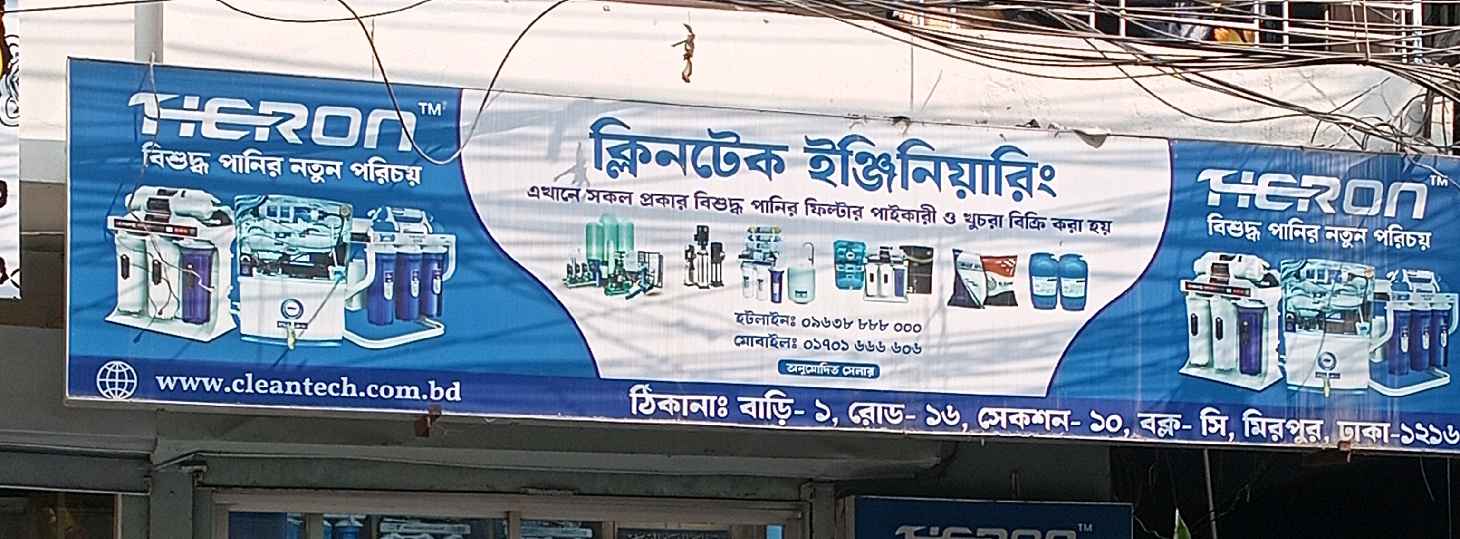 HERON™
বিশুদ্ধ পানির নতুন পরিচয়
www.cleantech.com.bd
ক্লিনটেক ইঞ্জিনিয়ারিং
এখানে সকল প্রকার বিশুদ্ধ পানির ফিল্টার পাইকারী ও খুচরা বিক্রি করা হয়
হটলাইনঃ ০৯৬৩৮ ৮৮৮ ০০০
মোবাইলঃ ০১৭০১ ৬৬৬ ৬০৬
অনুমোদিত সেলার
ঠিকানাঃ বাড়ি- ১, রোড- ১৬, সেকশন- ১০, বক্ল- সি, মিরপুর, ঢাকা-১২১৬
HERON™
বিশুদ্ধ পানির নতুন পরিচয়
HERON™